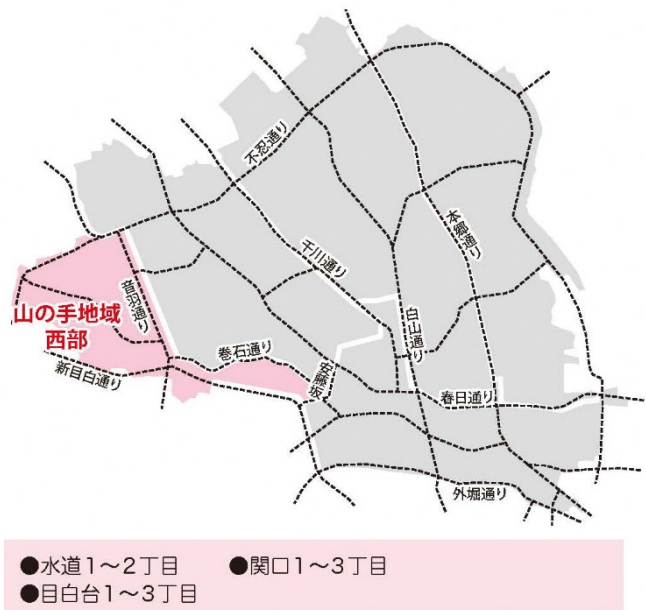 不忍通り
本郷通り
千川通り
音羽通り
白山通り
山の手地域
西部
巻石通り
新目白通り
安藤坂
春日通り
外堀通り
●水道1～2丁目 ●関口1～3丁目
●目白台1～3丁目